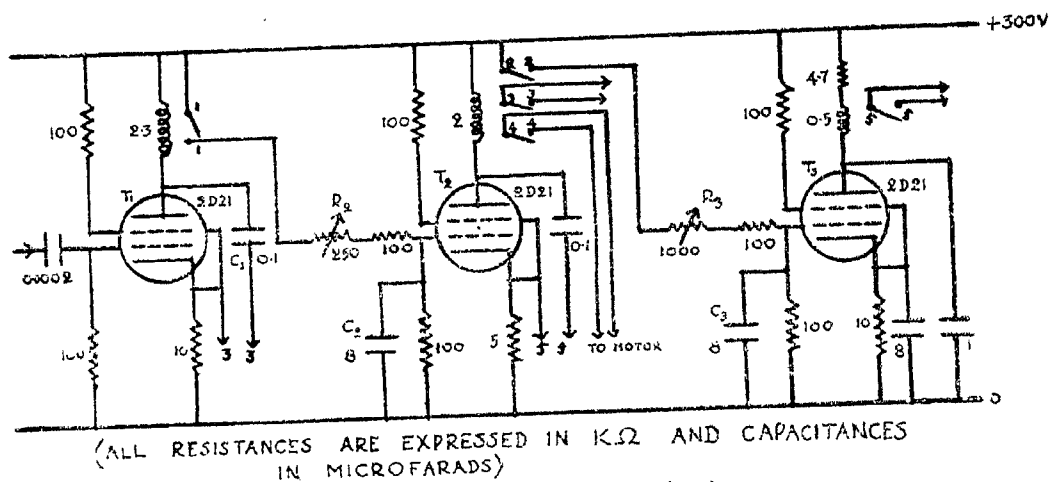 +300V
100
2.3
1
1
T1
2D21
0.0002
C1
0.1
100
10
3
3
100
2
2
2
3
3
4
4
T2
2D21
R2
250
100
0.1
C2
8
100
5
TO MOTOR
100
4.7
0.5
5
5
T3
2D21
R3
1000
100
C3
8
100
10
8
1
0
(ALL RESISTANCES ARE EXPRESSED IN KΩ AND CAPACITANCES
IN MICROFARADS)